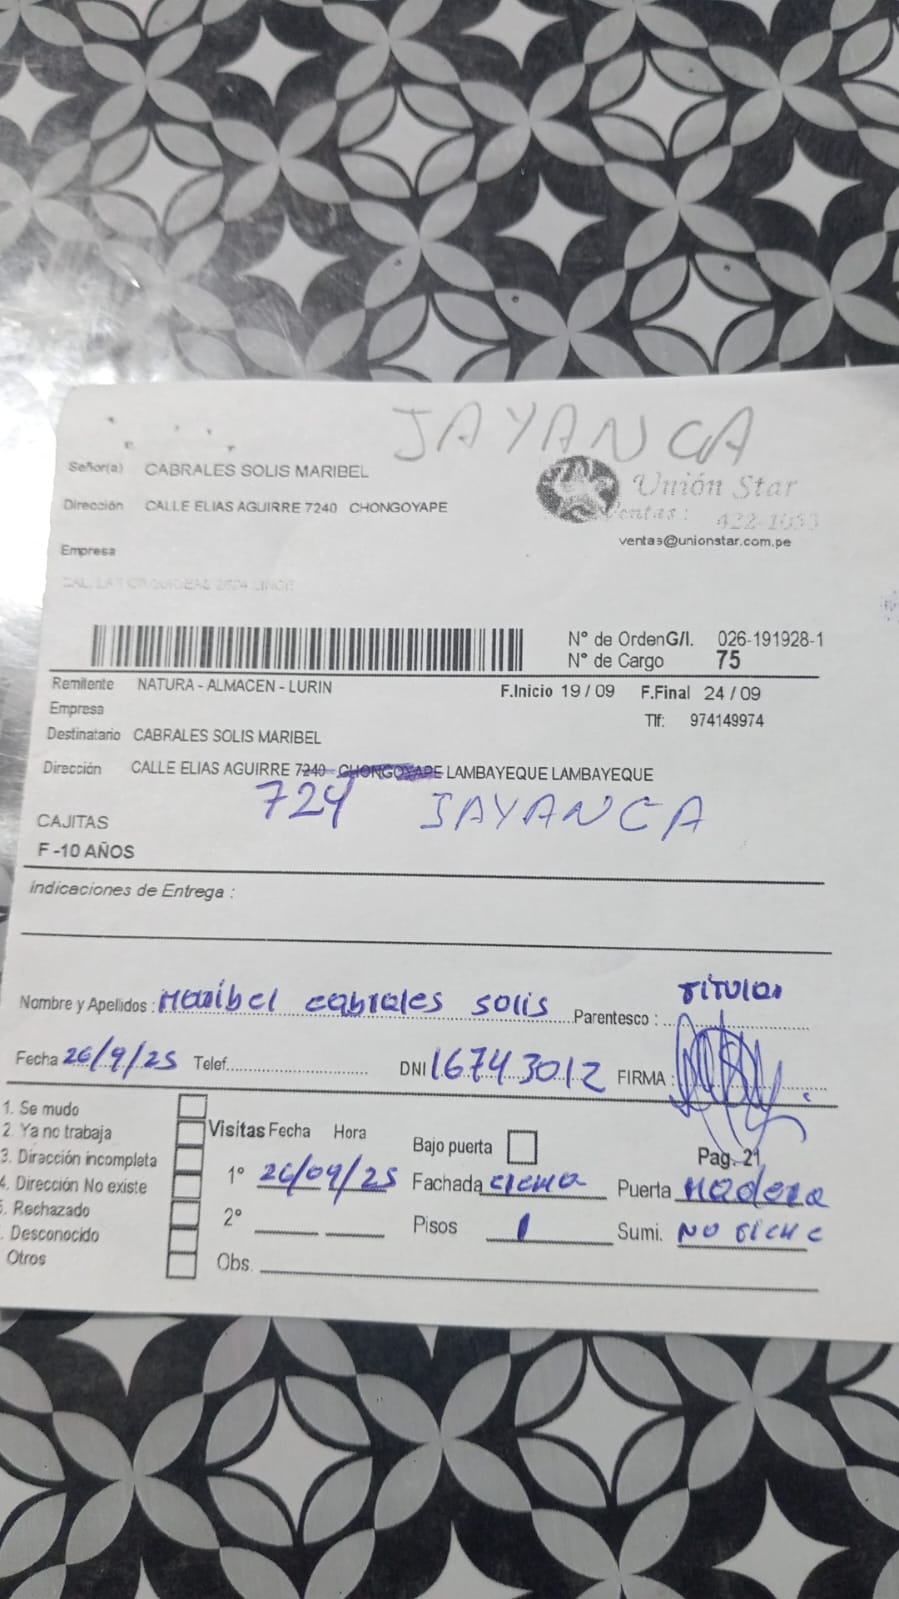 JAYANCA
Señor(a) CABRALES SOLIS MARIBEL
Unión Star
Dirección CALLE ELIAS AGUIRRE 7240 CHONGOYAPE
Ventas: 422-1053
ventas@unionstar.com.pe
Empresa
N° de OrdenG/I. 026-191928-1
N° de Cargo 75
Remitente NATURA - ALMACEN - LURIN
F.Inicio 19 / 09 F.Final 24 / 09
Empresa
Tlf: 974149974
Destinatario CABRALES SOLIS MARIBEL
Dirección CALLE ELIAS AGUIRRE 7240 CHONGOYAPE LAMBAYEQUE LAMBAYEQUE
724 JAYANCA
CAJITAS
F -10 AÑOS
indicaciones de Entrega :
Nombre y Apellidos : Maribel cabrales solis Parentesco : TITULAR
Fecha 26/9/25 Telef. DNI 16743012 FIRMA :
1. Se mudo
2. Ya no trabaja
3. Dirección incompleta
4. Dirección No existe
5. Rechazado
. Desconocido
Otros
Visitas Fecha Hora
1° 26/09/25
2°
Obs.
Bajo puerta
Pag. 21
Fachada crema Puerta Madera
Pisos 1 Sumi. NO TIENE